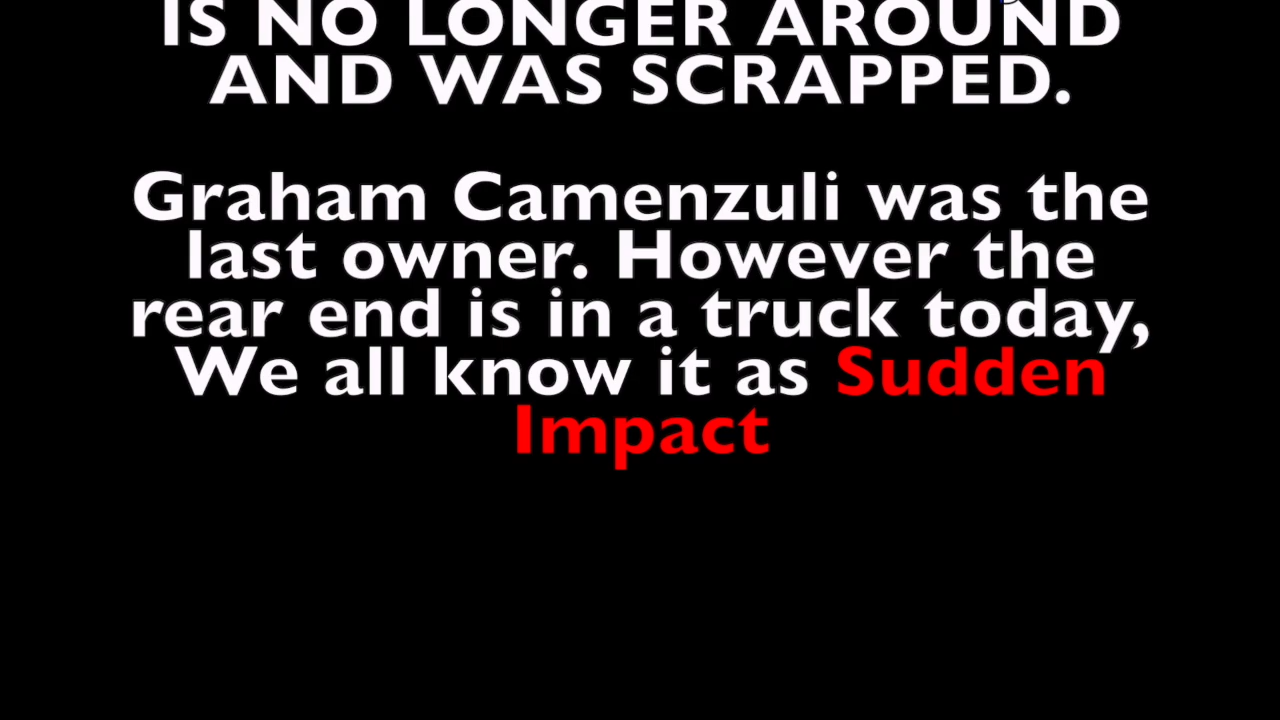 IS NO LONGER AROUND
AND WAS SCRAPPED.
Graham Camenzuli was the
last owner. However the
rear end is in a truck today,
We all know it as Sudden
Impact